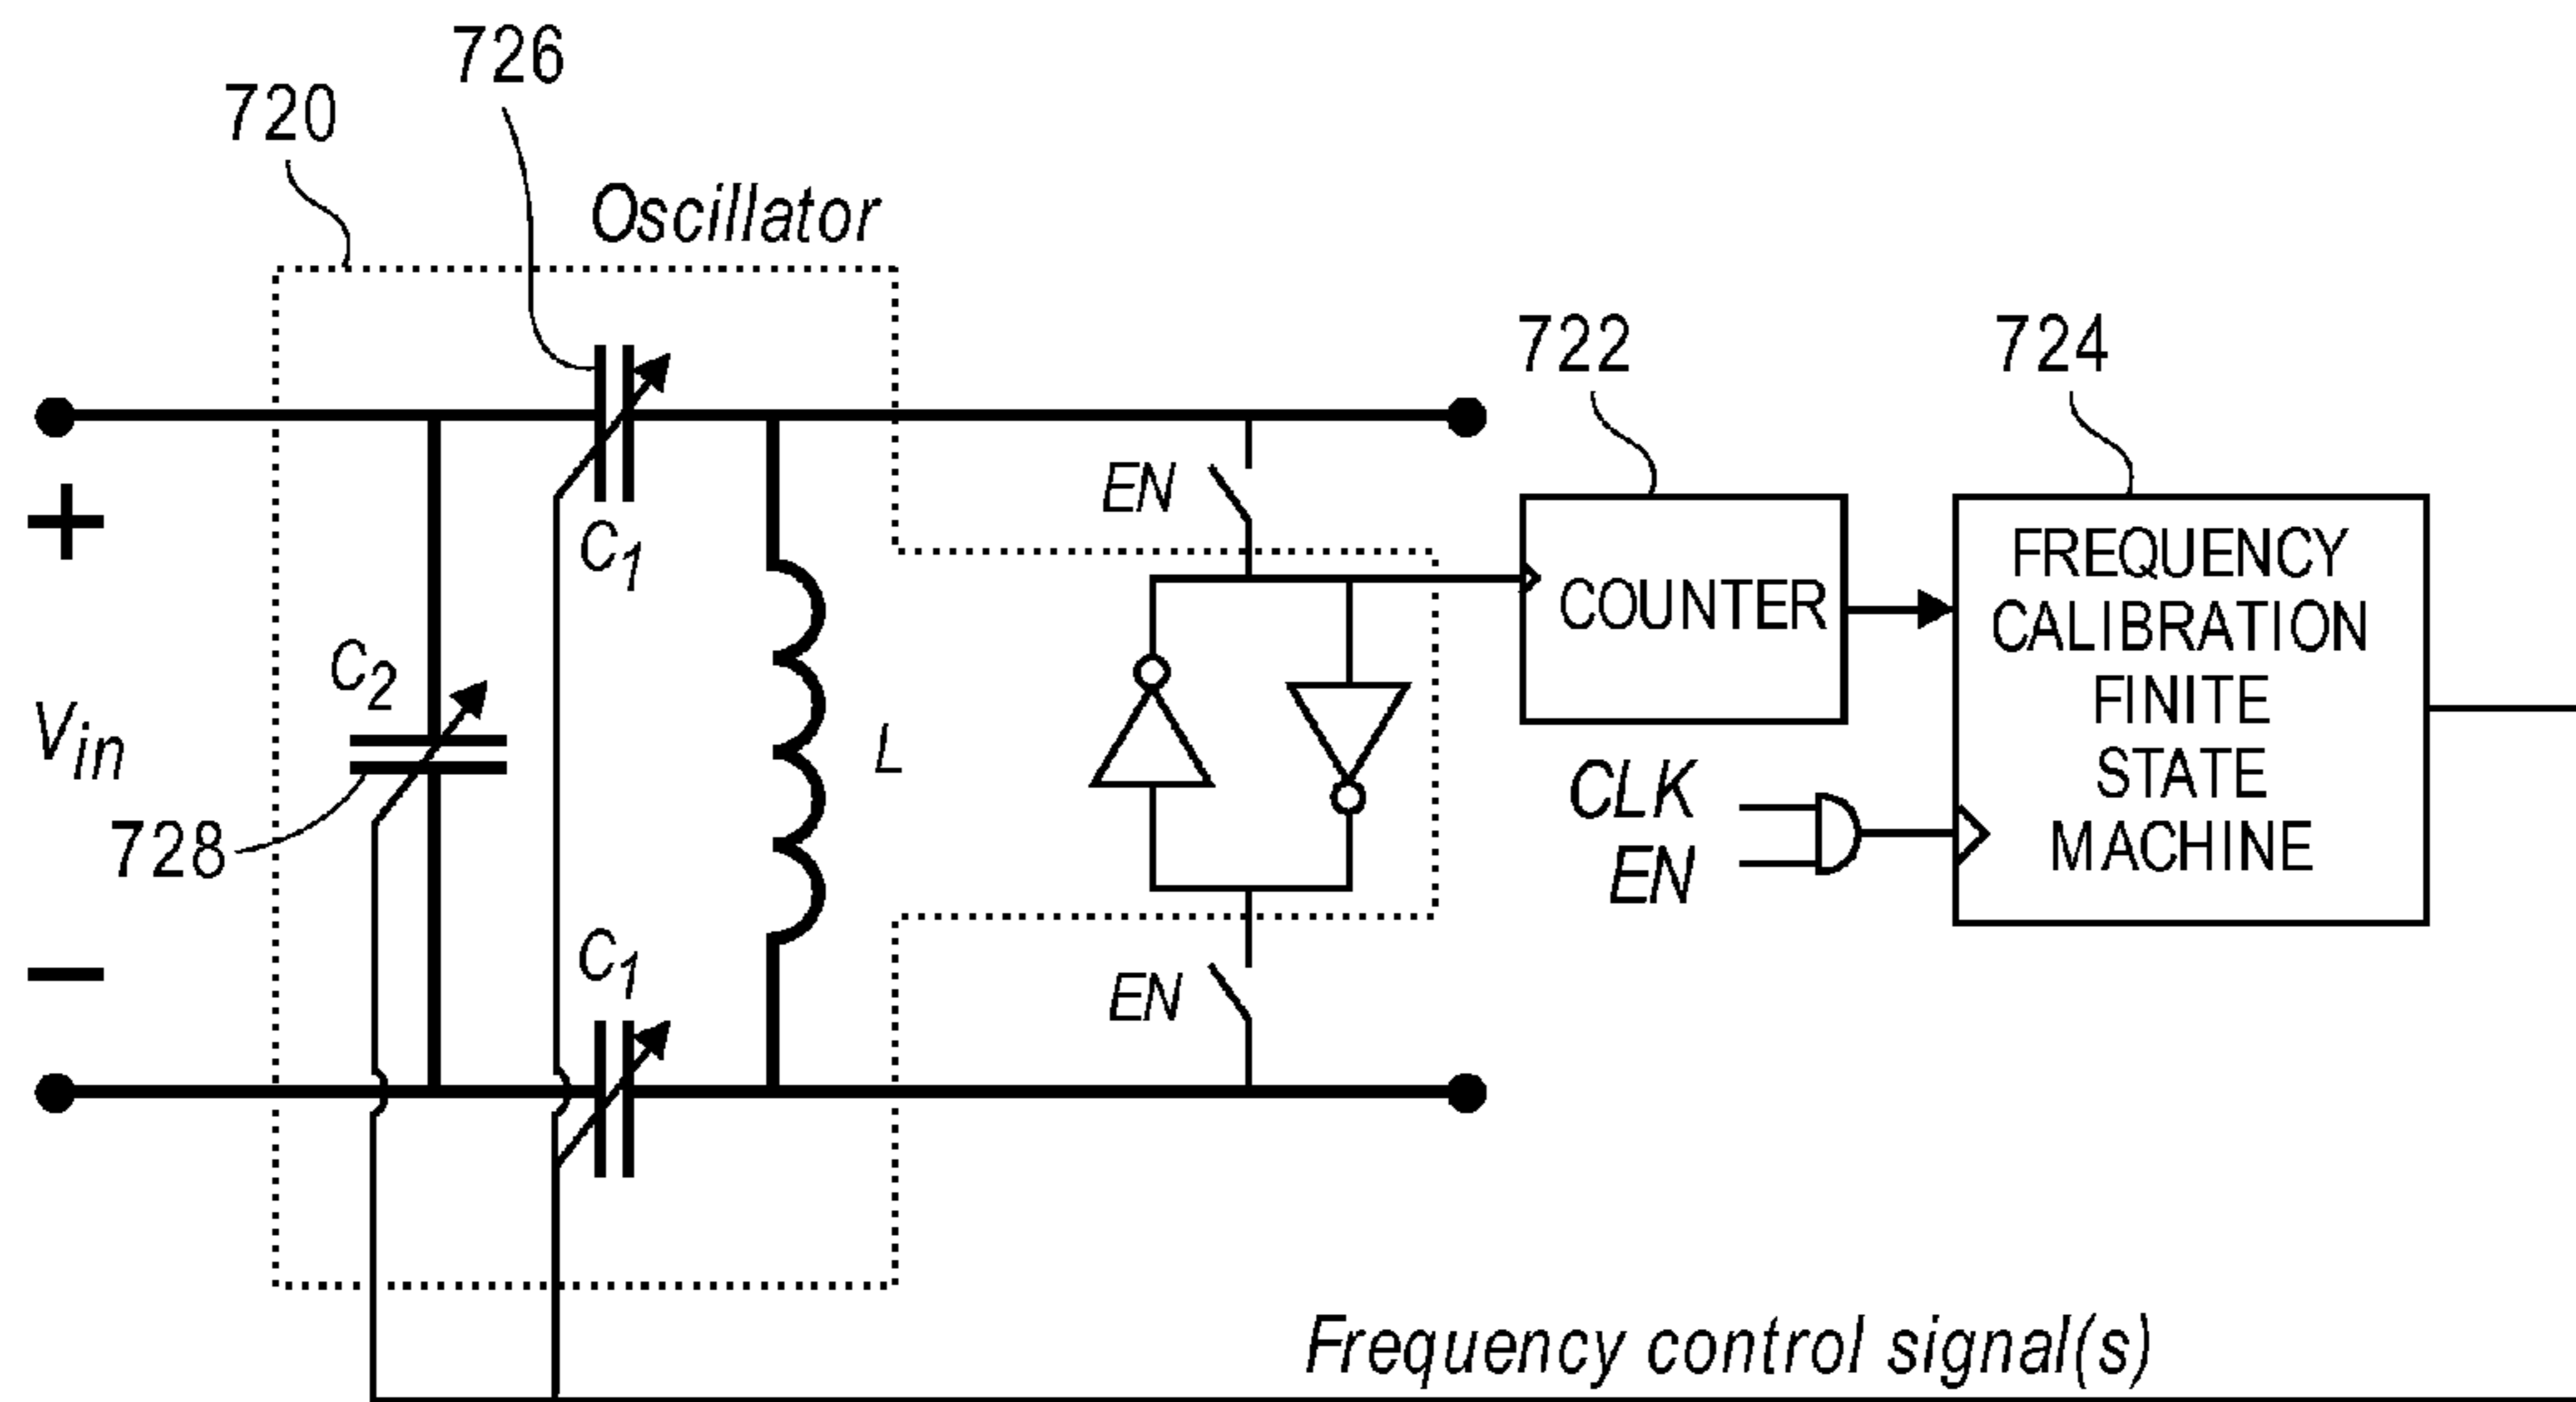 726
720
Oscillator
722
724
EN
C1
+
FREQUENCY
CALIBRATION
FINITE
STATE
MACHINE
COUNTER
C2
Vin
L
728
CLK
EN
C1
−
EN
Frequency control signal(s)